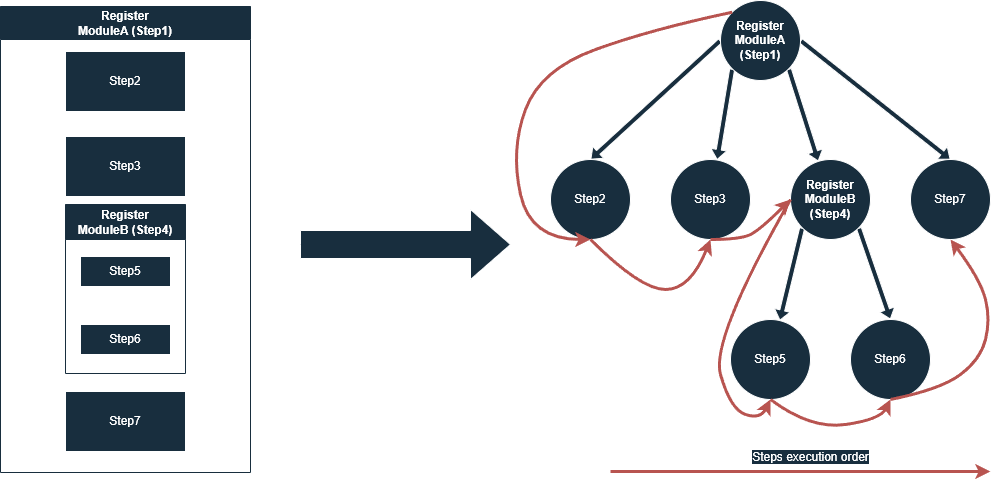 Register
ModuleA (Step1)
Step2
Step3
Register
ModuleB (Step4)
Step5
Step6
Step7
Register
ModuleA
(Step1)
Step2
Step3
Register
ModuleB
(Step4)
Step7
Step5
Step6
Steps execution order